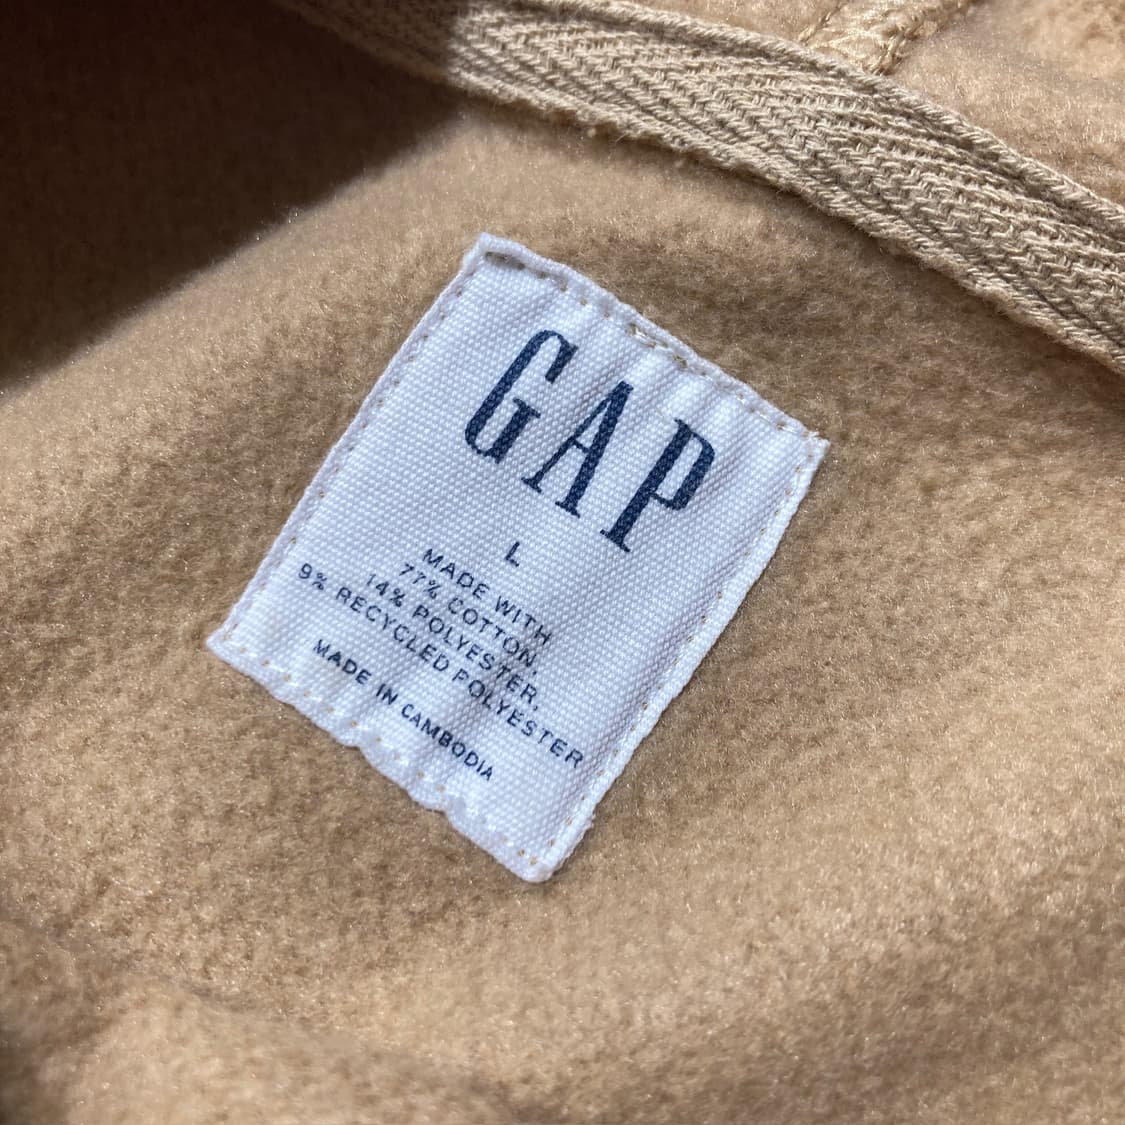 GAP
L
MADE WITH
77% COTTON,
14% POLYESTER,
9% RECYCLED POLYESTER
MADE IN CAMBODIA